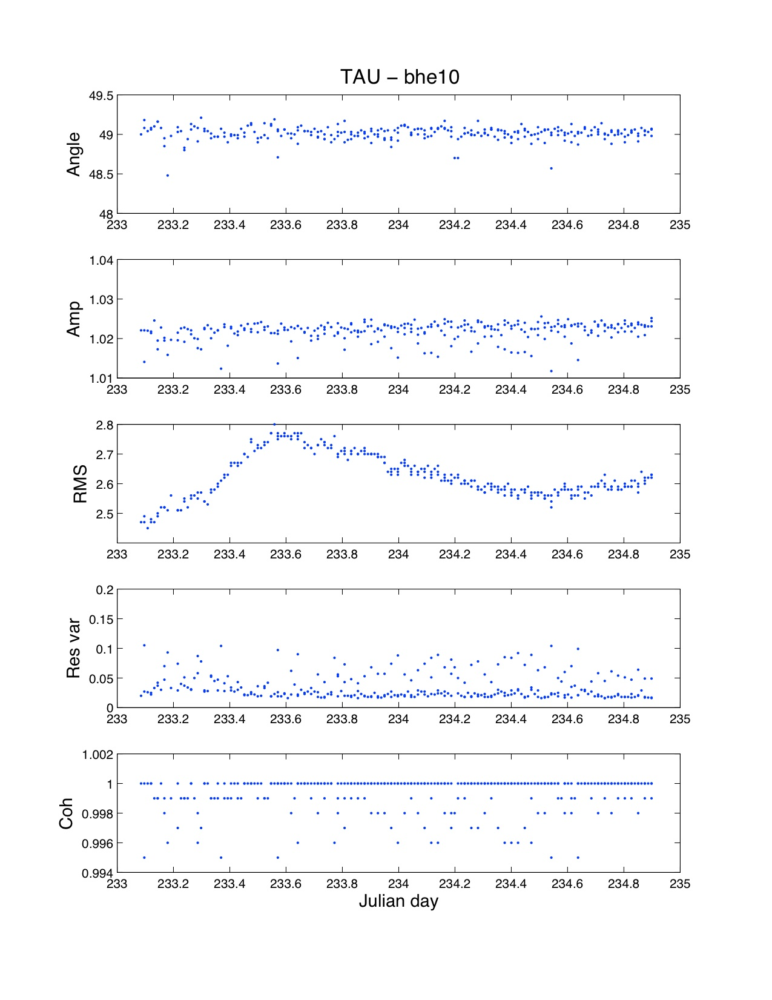 TAU – bhe10
49.5
49
48.5
48
Angle
233 233.2 233.4 233.6 233.8 234 234.2 234.4 234.6 234.8 235
1.04
1.03
1.02
1.01
Amp
233 233.2 233.4 233.6 233.8 234 234.2 234.4 234.6 234.8 235
2.8
2.7
2.6
2.5
RMS
233 233.2 233.4 233.6 233.8 234 234.2 234.4 234.6 234.8 235
0.2
0.15
0.1
0.05
0
Res var
233 233.2 233.4 233.6 233.8 234 234.2 234.4 234.6 234.8 235
1.002
1
0.998
0.996
0.994
Coh
233 233.2 233.4 233.6 233.8 234 234.2 234.4 234.6 234.8 235
Julian day